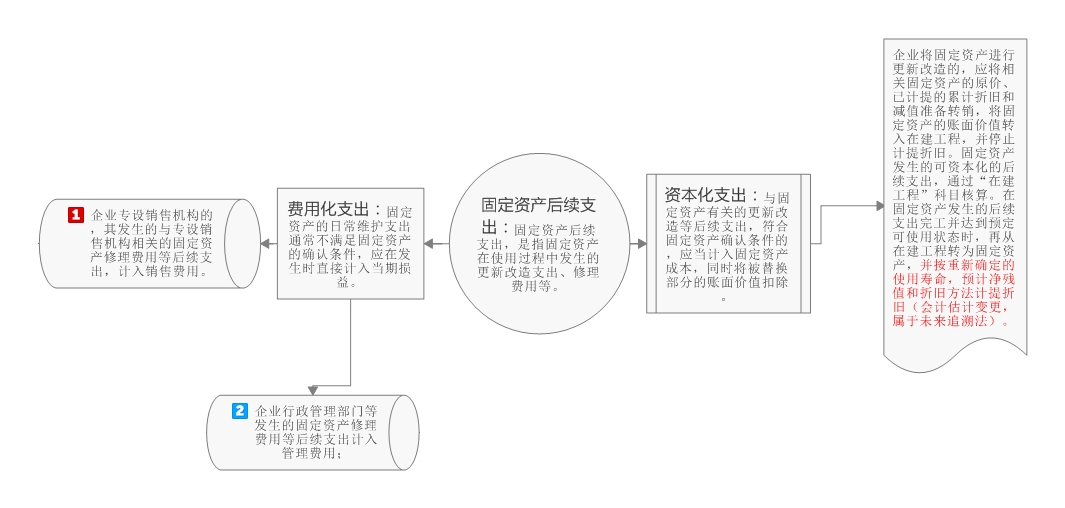 1 企业专设销售机构的
，其发生的与专设销
售机构相关的固定资
产修理费用等后续支
出，计入销售费用。
费用化支出：固定
资产的日常维护支出
通常不满足固定资产
的确认条件，应在发
生时直接计入当期损
益。
2 企业行政管理部门等
发生的固定资产修理
费用等后续支出计入
管理费用；
固定资产后续支
出：固定资产后续
支出，是指固定资产
在使用过程中发生的
更新改造支出、修理
费用等。
资本化支出：与固
定资产有关的更新改
造等后续支出，符合
固定资产确认条件的
，应当计入固定资产
成本，同时将被替换
部分的账面价值扣除
。
企业将固定资产进行
更新改造的，应将相
关固定资产的原价、
已计提的累计折旧和
减值准备转销，将固
定资产的账面价值转
入在建工程，并停止
计提折旧。固定资产
发生的可资本化的后
续支出，通过“在建
工程”科目核算。在
固定资产发生的后续
支出完工并达到预定
可使用状态时，再从
在建工程转为固定资
产，并按重新确定的
使用寿命，预计净残
值和折旧方法计提折
旧（会计估计变更，
属于未来追溯法）。